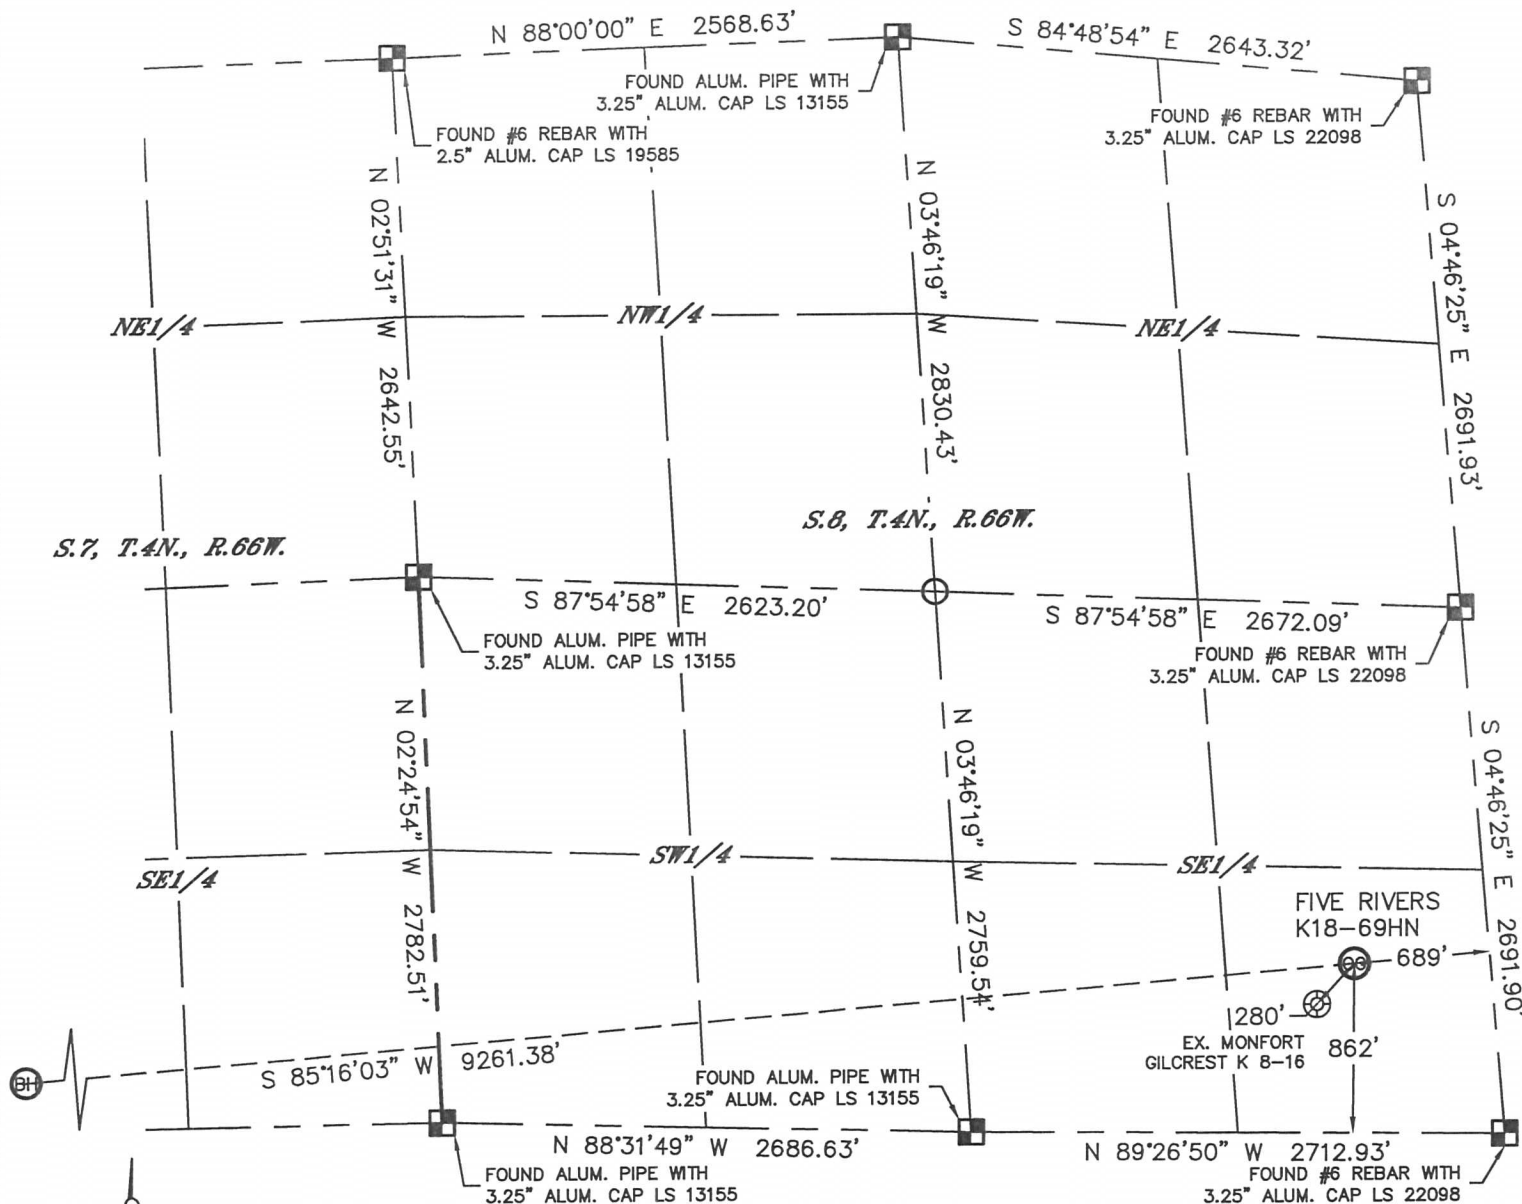 N 88°00'00" E 2568.63'
S 84°48'54" E 2643.32'
FOUND ALUM. PIPE WITH
3.25" ALUM. CAP LS 13155
FOUND #6 REBAR WITH
3.25" ALUM. CAP LS 22098
FOUND #6 REBAR WITH
2.5" ALUM. CAP LS 19585
N 02°51'31" W 2642.55'
N 03°46'19" W 2830.43'
S 04°46'25" E 2691.93'
NE1/4
NW1/4
NE1/4
S.7, T.4N., R.66W.
S.8, T.4N., R.66W.
S 87°54'58" E 2623.20'
S 87°54'58" E 2672.09'
FOUND ALUM. PIPE WITH
3.25" ALUM. CAP LS 13155
FOUND #6 REBAR WITH
3.25" ALUM. CAP LS 22098
N 02°24'54" W 2782.51'
N 03°46'19" W 2759.54'
S 04°46'25" E 2691.90'
SE1/4
SW1/4
SE1/4
FIVE RIVERS
K18-69HN
689'
280'
EX. MONFORT
GILCREST K 8-16
862'
BH
S 85°16'03" W 9261.38'
FOUND ALUM. PIPE WITH
3.25" ALUM. CAP LS 13155
N 88°31'49" W 2686.63'
N 89°26'50" W 2712.93'
FOUND ALUM. PIPE WITH
3.25" ALUM. CAP LS 13155
FOUND #6 REBAR WITH
3.25" ALUM. CAP LS 22098